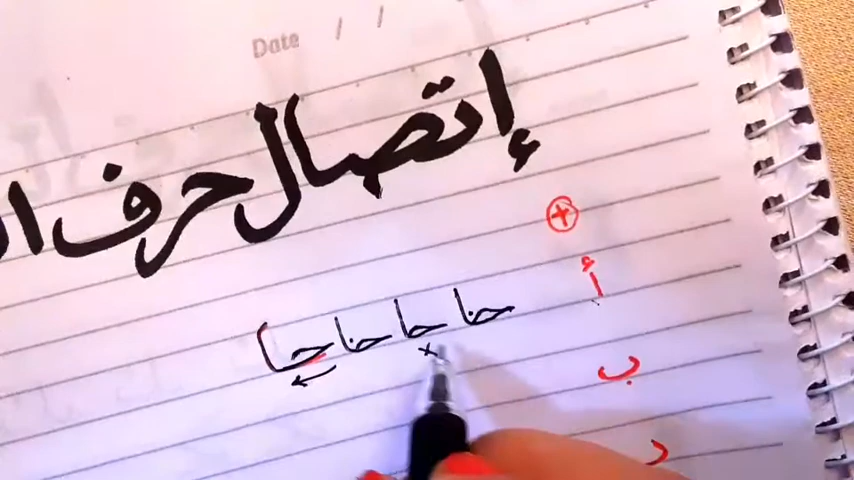 Date / /
إتصال حرف
أ
حا حا حا حا
ب
د